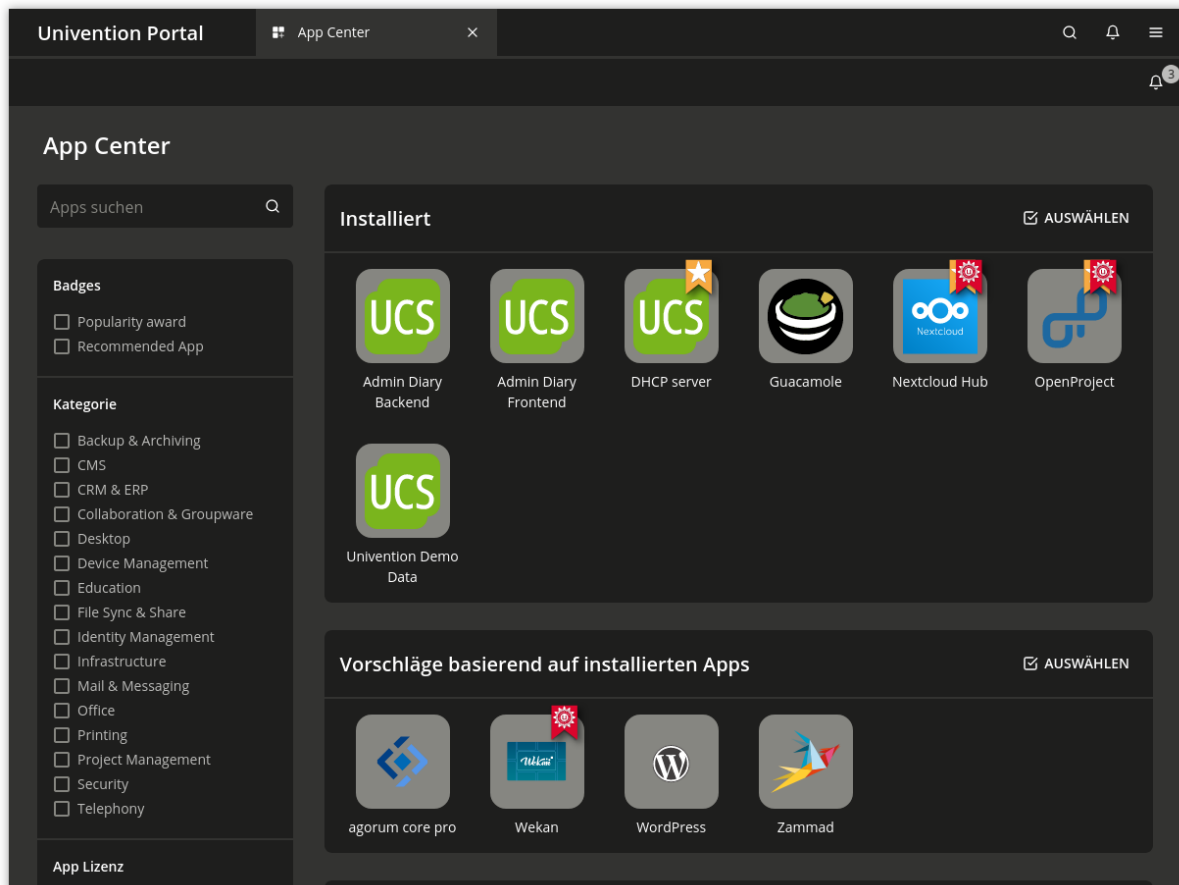 Univention Portal
App Center
3
App Center
Apps suchen
Badges
Popularity award
Recommended App
Kategorie
Backup & Archiving
CMS
CRM & ERP
Collaboration & Groupware
Desktop
Device Management
Education
File Sync & Share
Identity Management
Infrastructure
Mail & Messaging
Office
Printing
Project Management
Security
Telephony
App Lizenz
Installiert
AUSWÄHLEN
UCS
Admin Diary
Backend
UCS
Admin Diary
Frontend
UCS
DHCP server
Guacamole
Nextcloud
Nextcloud Hub
OpenProject
UCS
Univention Demo
Data
Vorschläge basierend auf installierten Apps
AUSWÄHLEN
agorum core pro
Wekan
Wekan
W
WordPress
Zammad